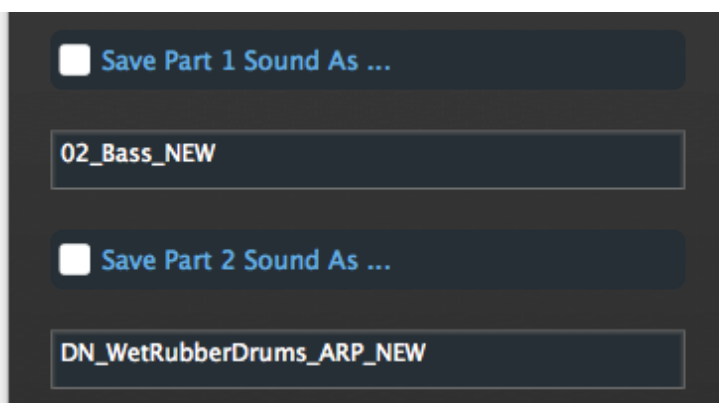 Save Part 1 Sound As ...
02_Bass_NEW
Save Part 2 Sound As ...
DN_WetRubberDrums_ARP_NEW